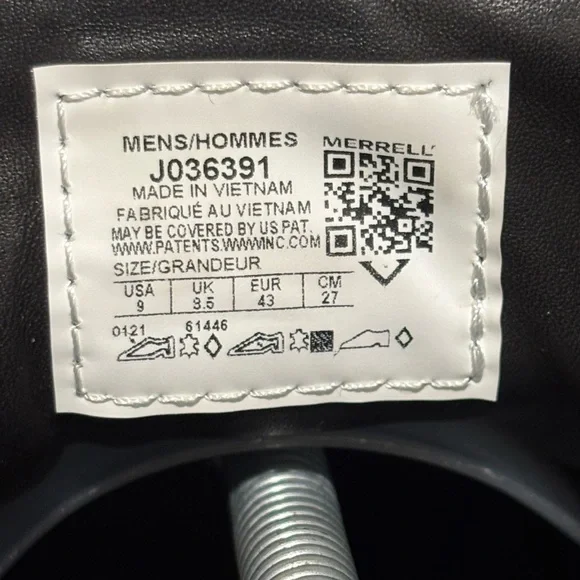 MENS/HOMMES
MERRELL
J036391
MADE IN VIETNAM
FABRIQUÉ AU VIETNAM
MAY BE COVERED BY US PAT.
WWW.PATENTS.WWWINC.COM
SIZE/GRANDEUR
USA UK EUR CM
9 8.5 43 27
0121 61446